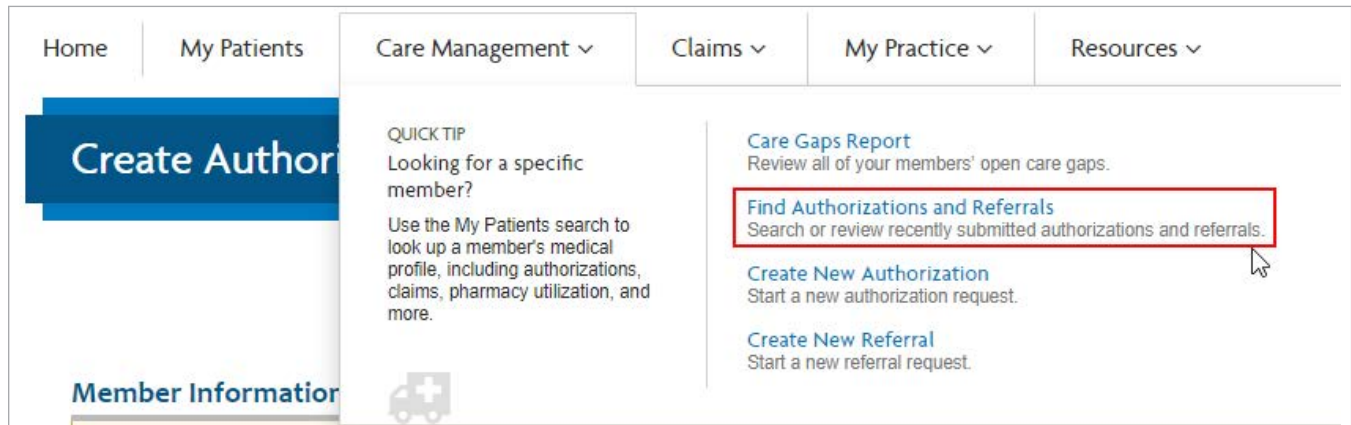 Home My Patients Care Management Claims My Practice Resources
Create Authori
QUICK TIP
Looking for a specific
member?
Use the My Patients search to
look up a member's medical
profile, including authorizations,
claims, pharmacy utilization, and
more.
Care Gaps Report
Review all of your members' open care gaps.
Find Authorizations and Referrals
Search or review recently submitted authorizations and referrals.
Create New Authorization
Start a new authorization request.
Create New Referral
Start a new referral request.
Member Information